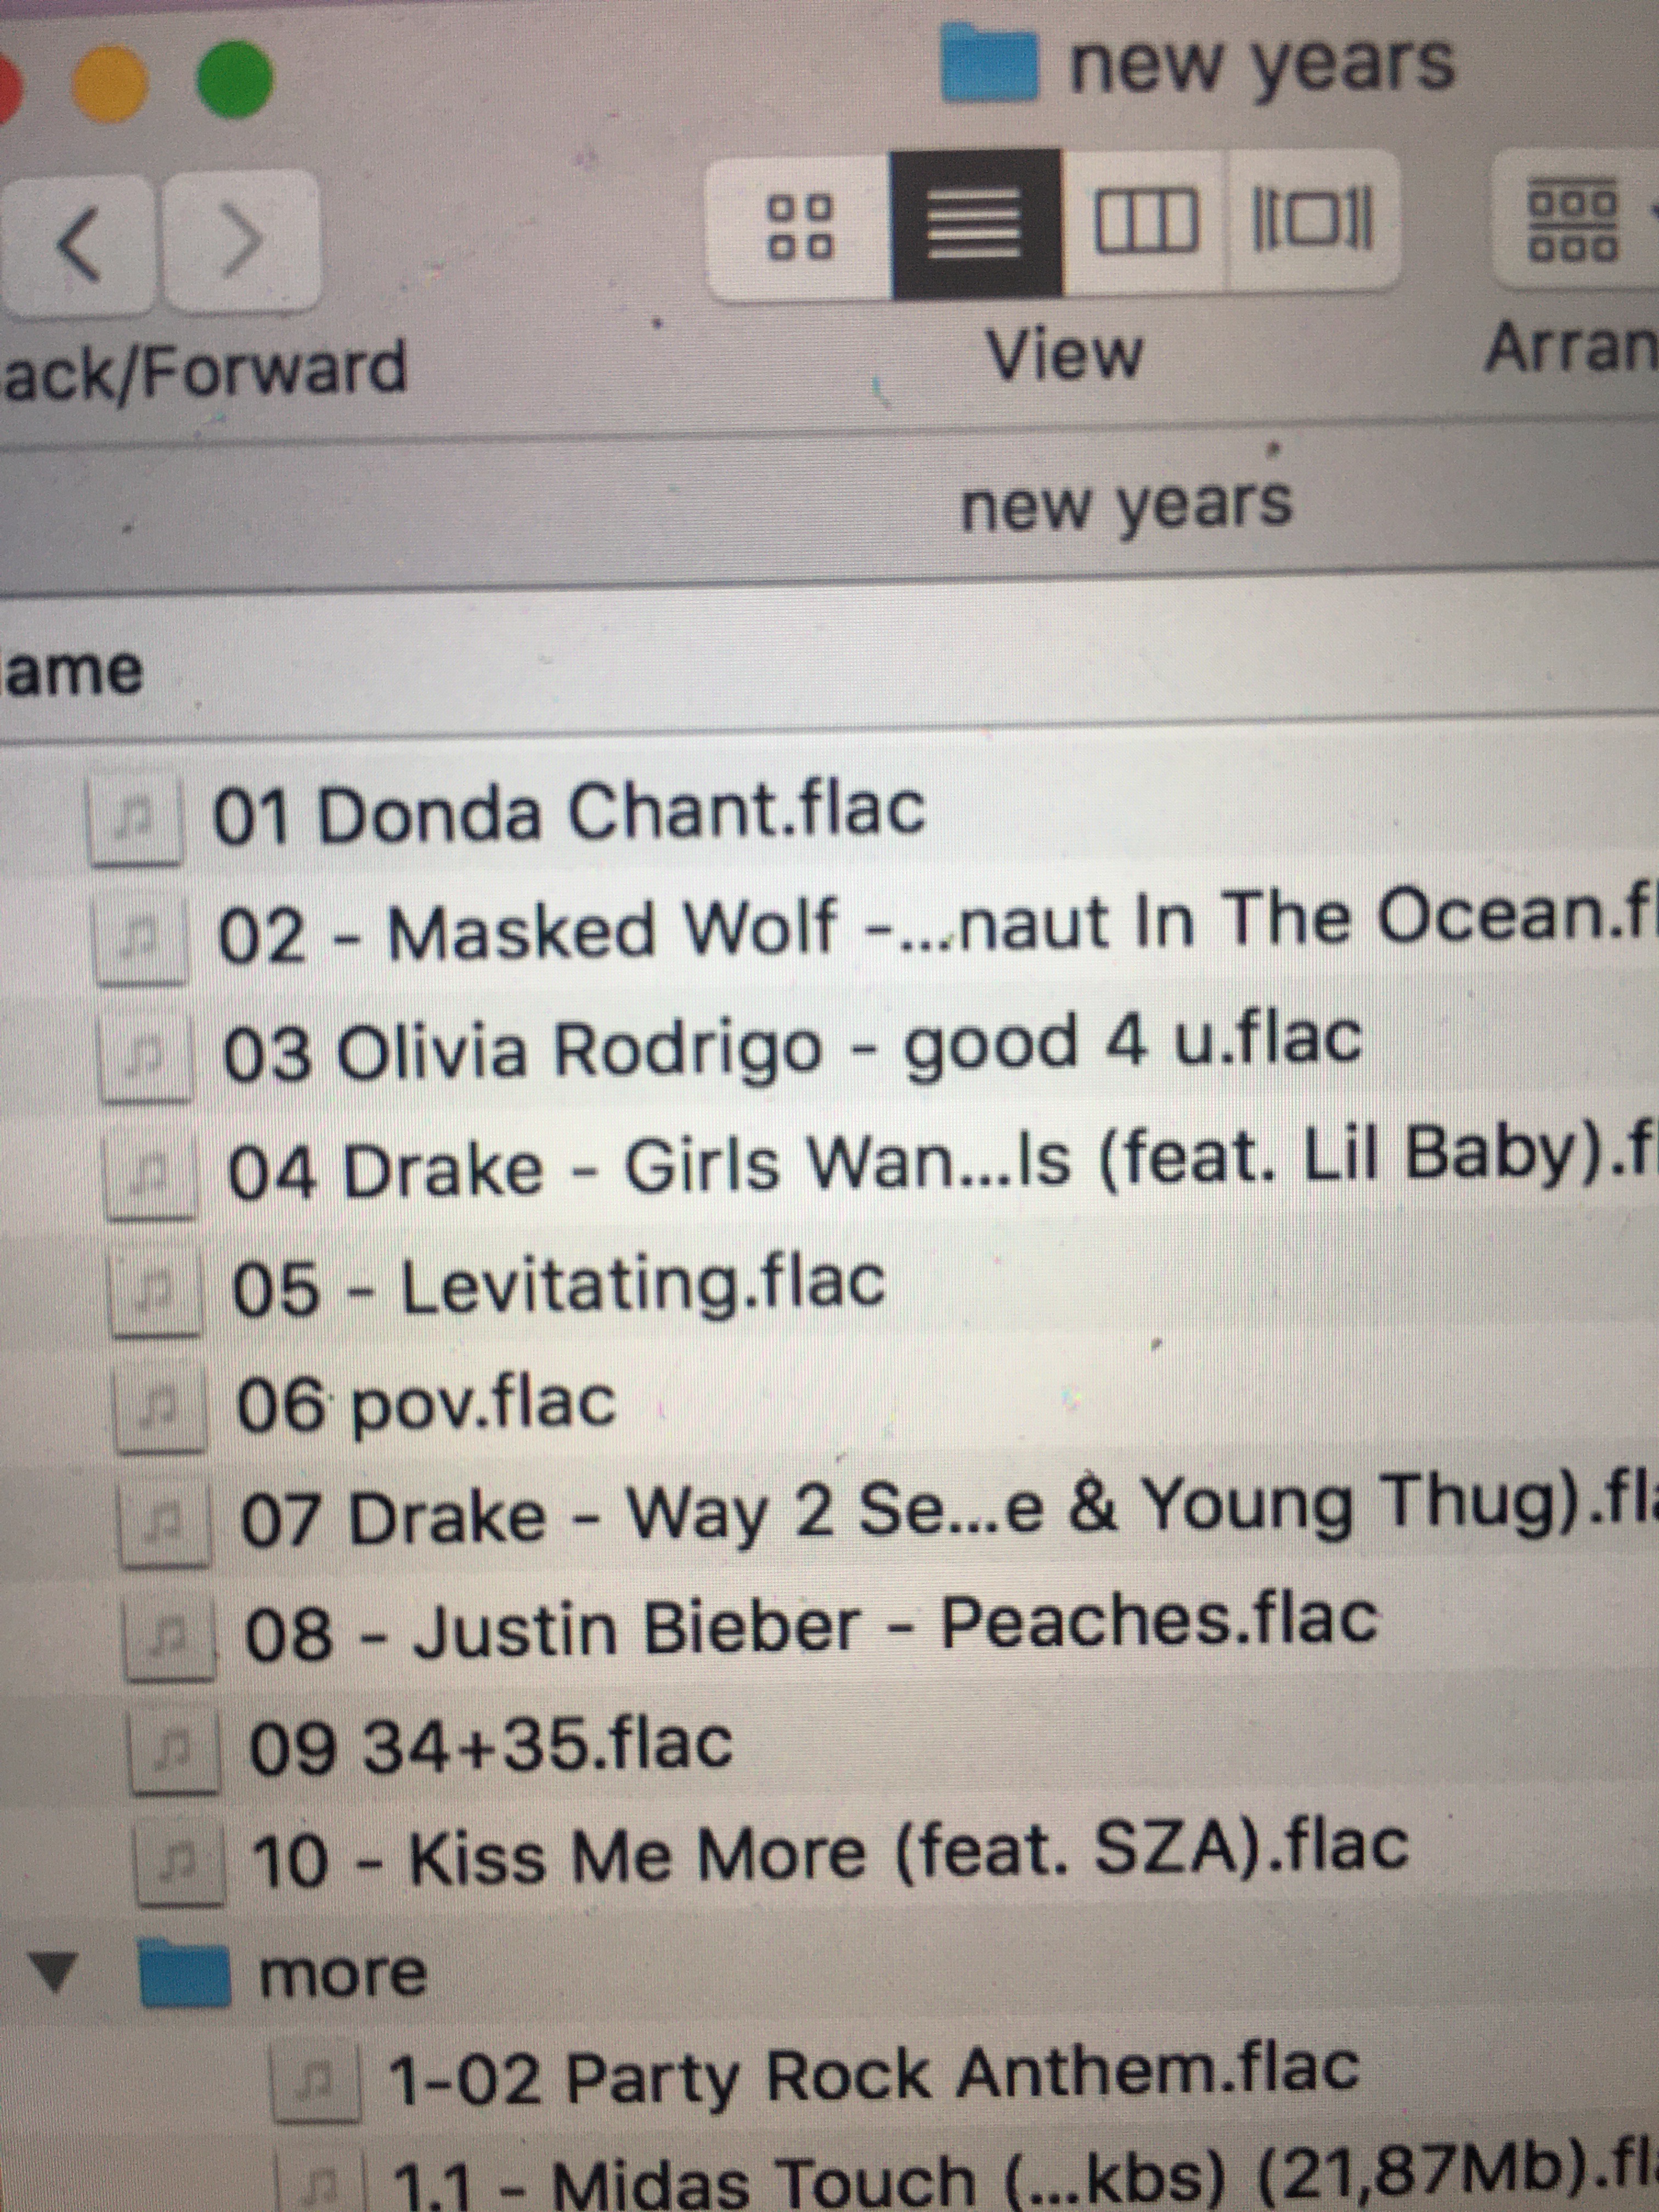 new years
ack/Forward
View
Arran
new years
ame
01 Donda Chant.flac
02 - Masked Wolf -...naut In The Ocean.fl
03 Olivia Rodrigo - good 4 u.flac
04 Drake - Girls Wan...ls (feat. Lil Baby).fl
05 - Levitating.flac
06 pov.flac
07 Drake - Way 2 Se...e & Young Thug).fla
08 - Justin Bieber - Peaches.flac
09 34+35.flac
10 - Kiss Me More (feat. SZA).flac
more
1-02 Party Rock Anthem.flac
1.1 - Midas Touch (...kbs) (21,87Mb).fla